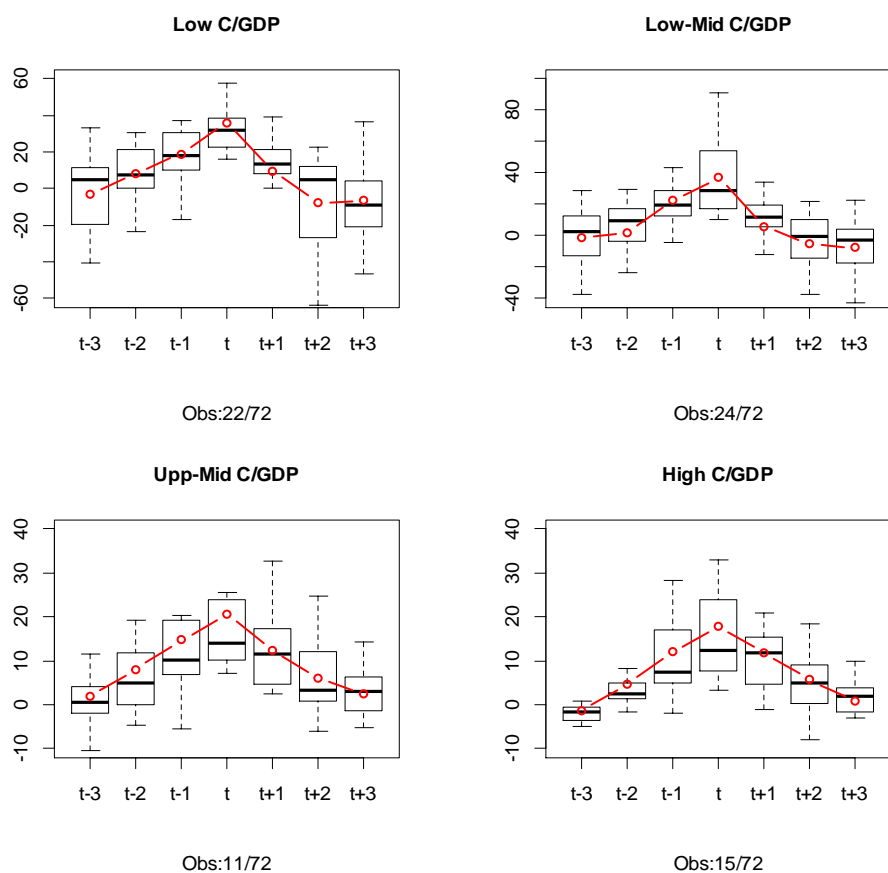 Low C/GDP
60
20
0
-20
-60
t-3 t-2 t-1 t t+1 t+2 t+3
Obs:22/72
Low-Mid C/GDP
80
40
0
-40
t-3 t-2 t-1 t t+1 t+2 t+3
Obs:24/72
Upp-Mid C/GDP
40
30
20
10
0
-10
t-3 t-2 t-1 t t+1 t+2 t+3
Obs:11/72
High C/GDP
40
30
20
10
0
-10
t-3 t-2 t-1 t t+1 t+2 t+3
Obs:15/72